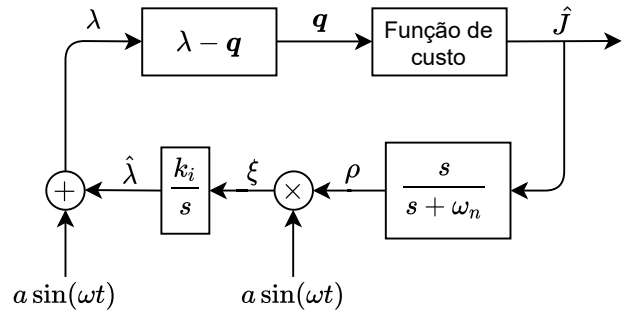 λ
λ − q
q
Função de
custo
Ĵ
λ̂
k_i
s
ξ
×
ρ
s
s + ω_n
+
a sin(ωt)
a sin(ωt)